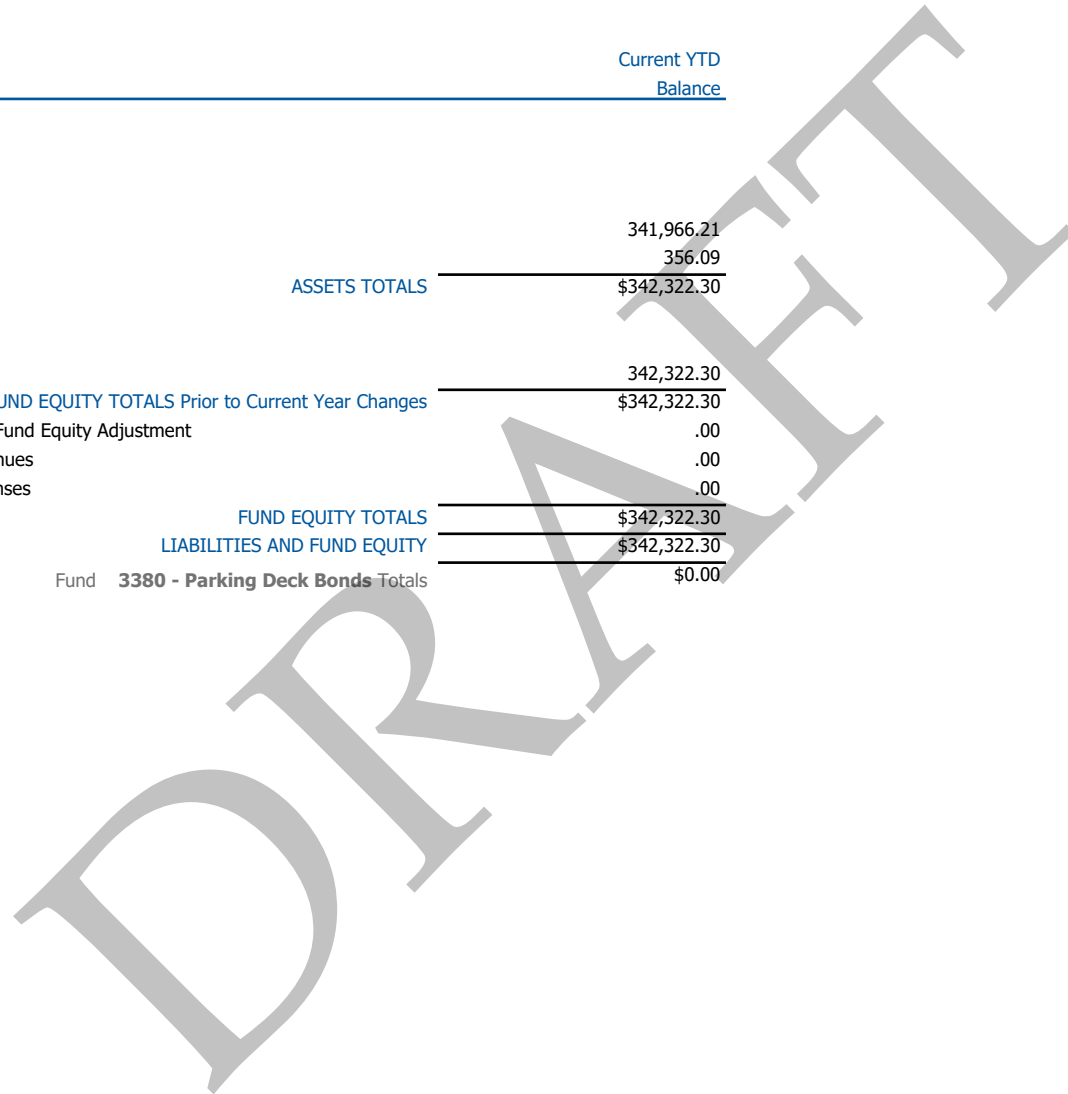 Current YTD
Balance
341,966.21
356.09
ASSETS TOTALS $342,322.30
342,322.30
UND EQUITY TOTALS Prior to Current Year Changes $342,322.30
Fund Equity Adjustment .00
nues .00
nses .00
FUND EQUITY TOTALS $342,322.30
LIABILITIES AND FUND EQUITY $342,322.30
Fund 3380 - Parking Deck Bonds Totals $0.00
DRAFT